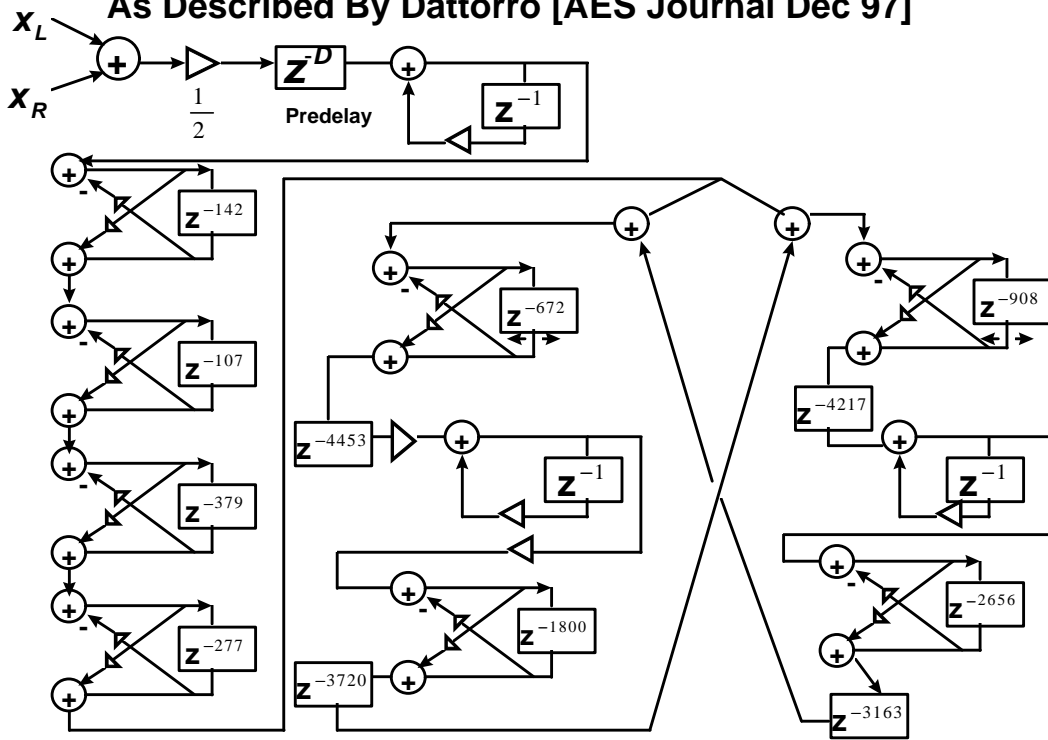 As Described By Dattorro [AES Journal Dec 97]
x_L
x_R
+
1/2
z^-D
Predelay
+
z^-1
+
-
z^-142
+
+
-
z^-107
+
+
-
z^-379
+
+
-
z^-277
+
+
+
+
-
z^-672
+
z^-4453
+
z^-1
+
-
z^-1800
+
z^-3720
+
-
z^-908
+
z^-4217
+
z^-1
+
-
z^-2656
+
z^-3163